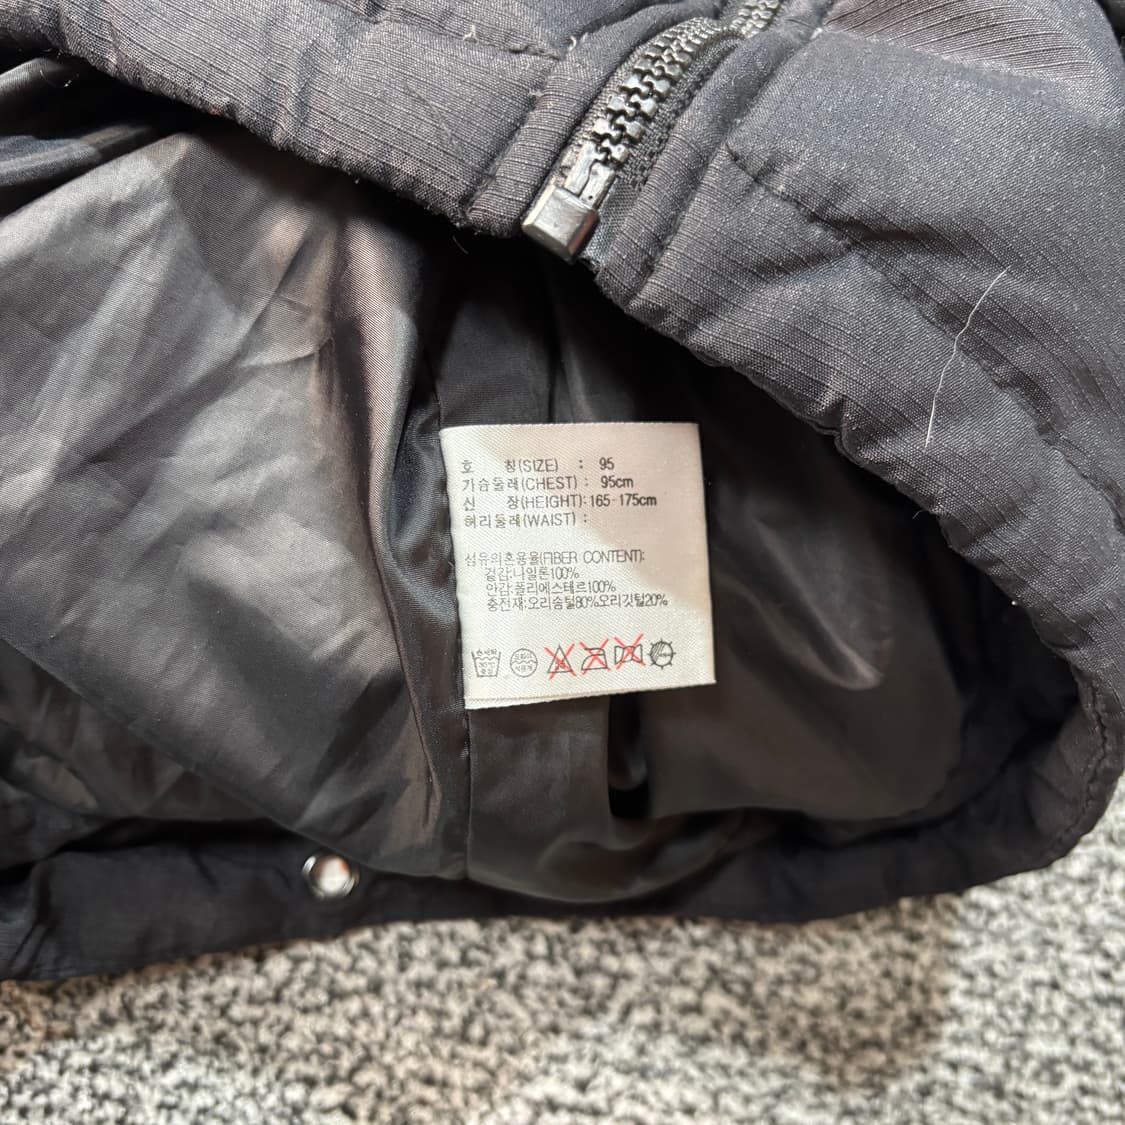 호 칭(SIZE) : 95
가슴둘레(CHEST) : 95cm
신 장(HEIGHT):165-175cm
허리둘레(WAIST) :
섬유의혼용율(FIBER CONTENT):
겉감:나일론100%
안감:폴리에스테르100%
충전재:오리솜털80%오리깃털20%